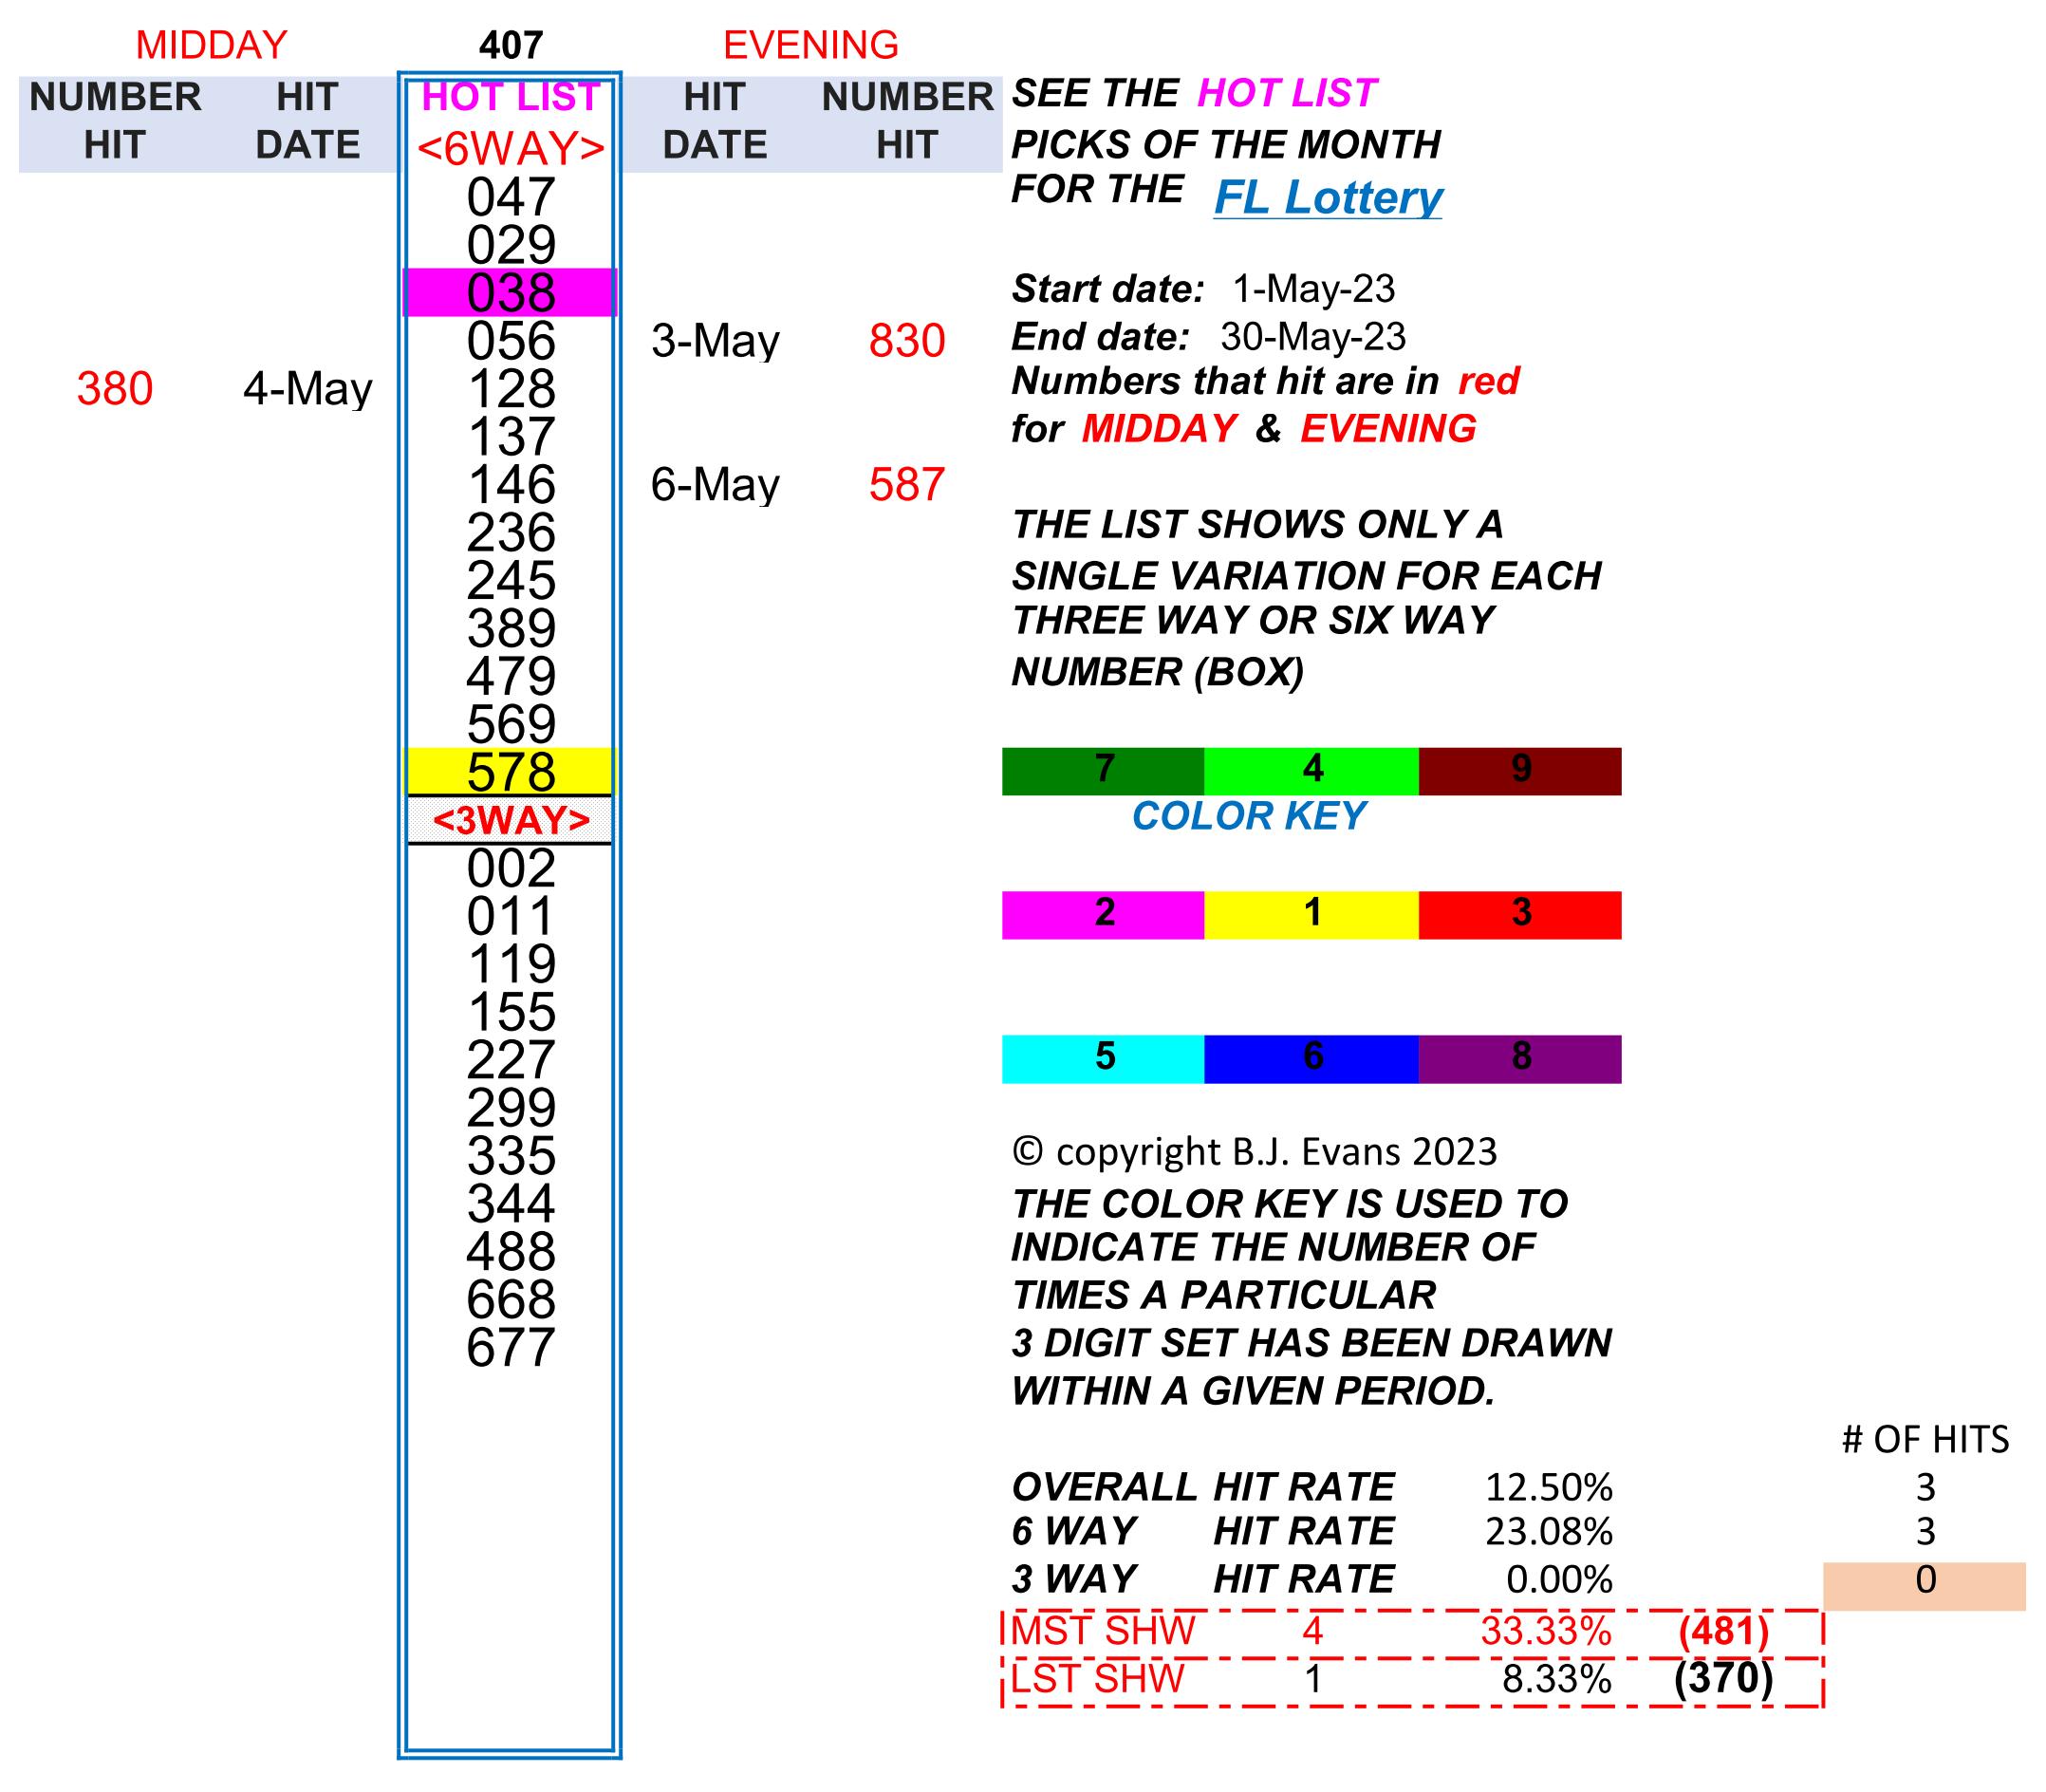 MIDDAY 407 EVENING
NUMBER HIT HOT LIST HIT NUMBER SEE THE HOT LIST
HIT DATE <6WAY> DATE HIT PICKS OF THE MONTH
047 FOR THE FL Lottery
029
038 Start date: 1-May-23
056 3-May 830 End date: 30-May-23
380 4-May 128 Numbers that hit are in red
137 for MIDDAY & EVENING
146 6-May 587
236 THE LIST SHOWS ONLY A
245 SINGLE VARIATION FOR EACH
389 THREE WAY OR SIX WAY
479 NUMBER (BOX)
569
578 7 4 9
<3WAY> COLOR KEY
002
011 2 1 3
119
155
227 5 6 8
299
335 © copyright B.J. Evans 2023
344 THE COLOR KEY IS USED TO
488 INDICATE THE NUMBER OF
668 TIMES A PARTICULAR
677 3 DIGIT SET HAS BEEN DRAWN
WITHIN A GIVEN PERIOD.
# OF HITS
OVERALL HIT RATE 12.50% 3
6 WAY HIT RATE 23.08% 3
3 WAY HIT RATE 0.00% 0
MST SHW 4 33.33% (481)
LST SHW 1 8.33% (370)